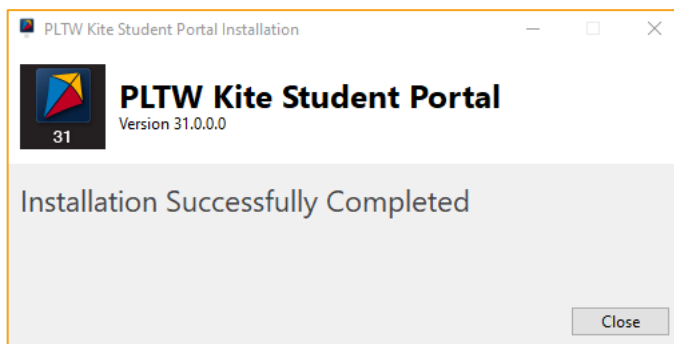 PLTW Kite Student Portal Installation
31
PLTW Kite Student Portal
Version 31.0.0.0
Installation Successfully Completed
Close